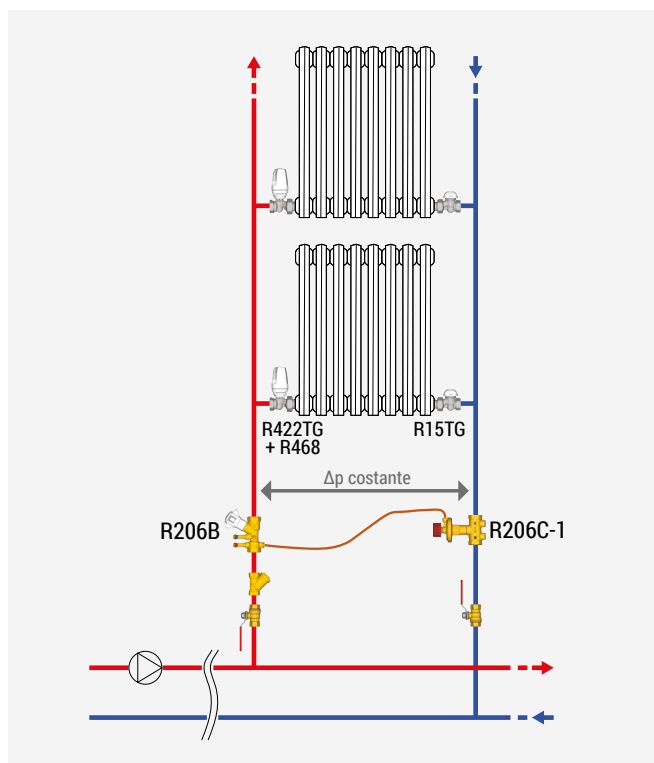 R422TG
+ R468
R15TG
Δp costante
R206B
R206C-1